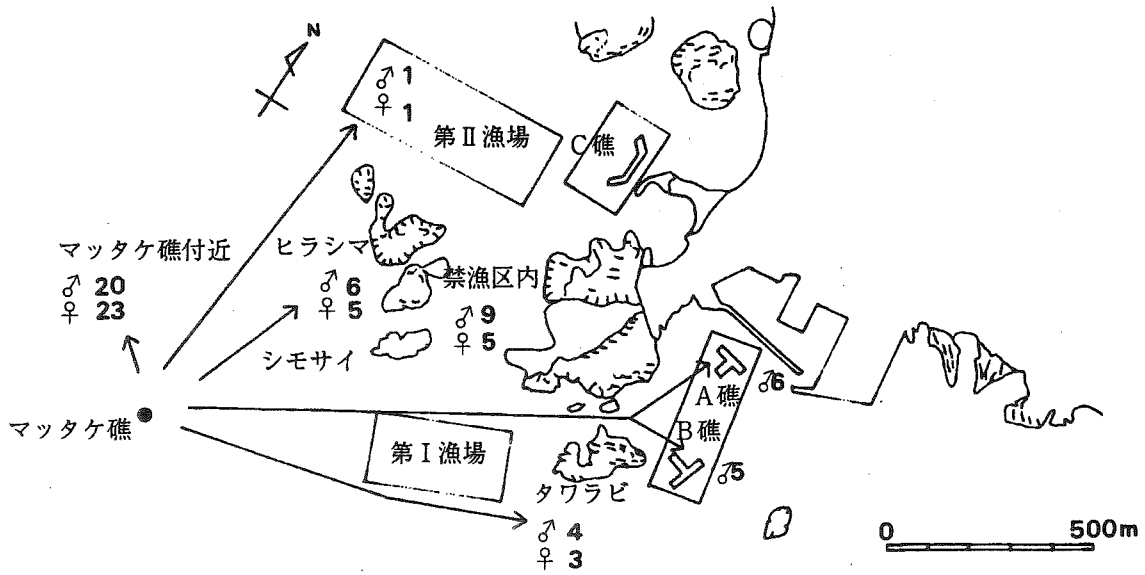 N
♂ 1
♀ 1
第Ⅱ漁場
C礁
マッタケ礁付近
♂ 20
♀ 23
ヒラシマ
♂ 6
♀ 5
禁漁区内
♂ 9
♀ 5
シモサイ
A礁
♂6
B礁
♂5
マッタケ礁
第Ⅰ漁場
タワラビ
♂ 4
♀ 3
0 500m